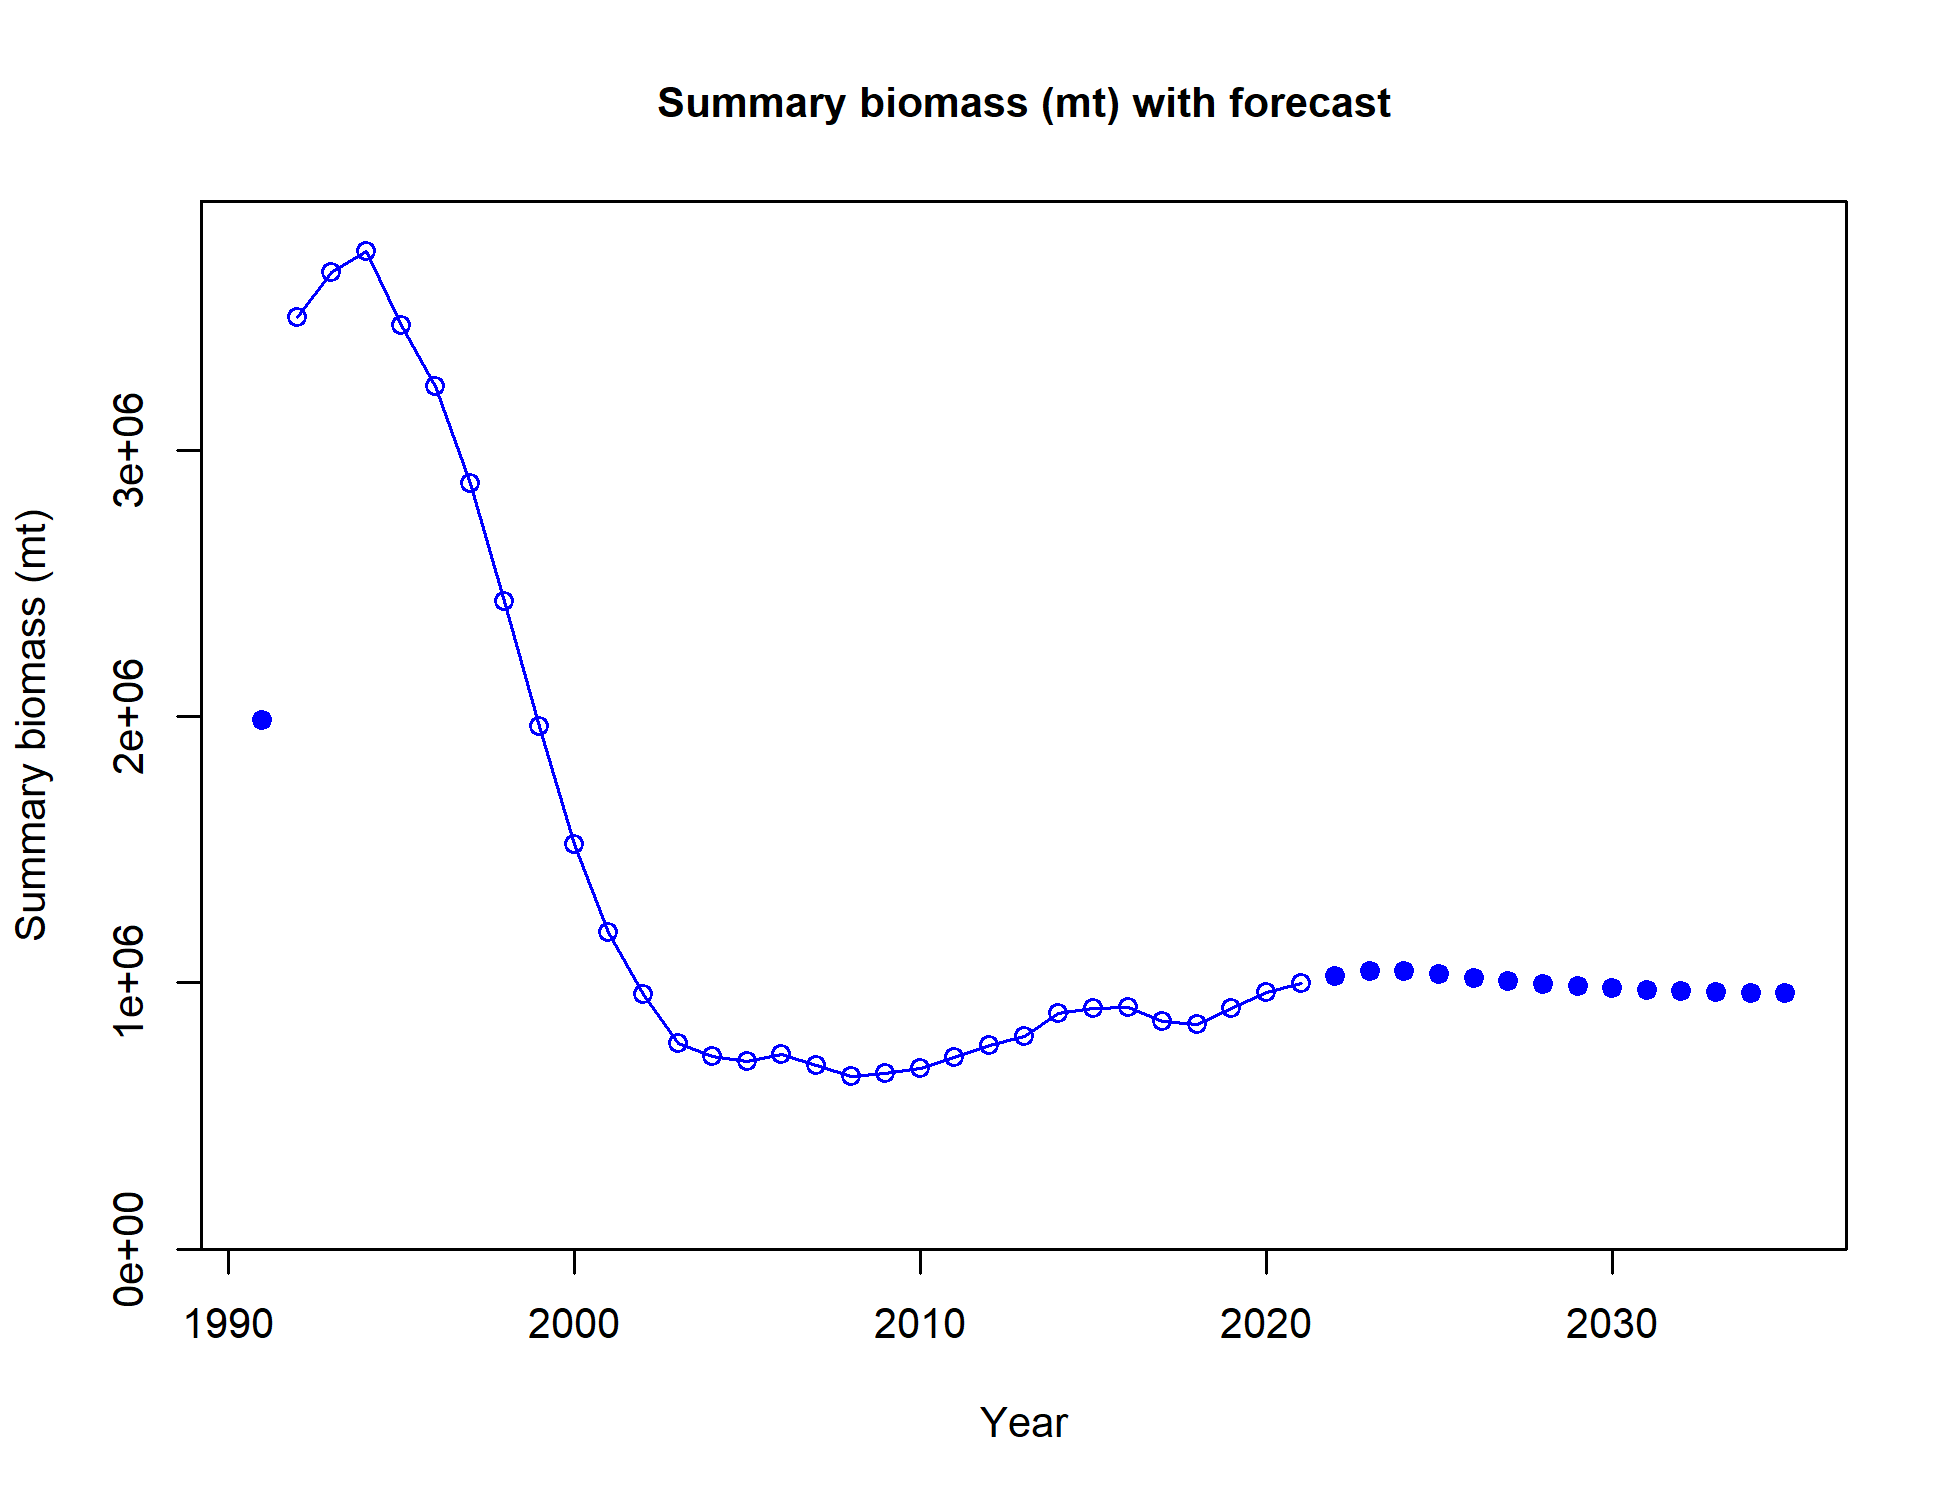 Summary biomass (mt) with forecast
Summary biomass (mt)
3e+06
2e+06
1e+06
0e+00
1990 2000 2010 2020 2030
Year